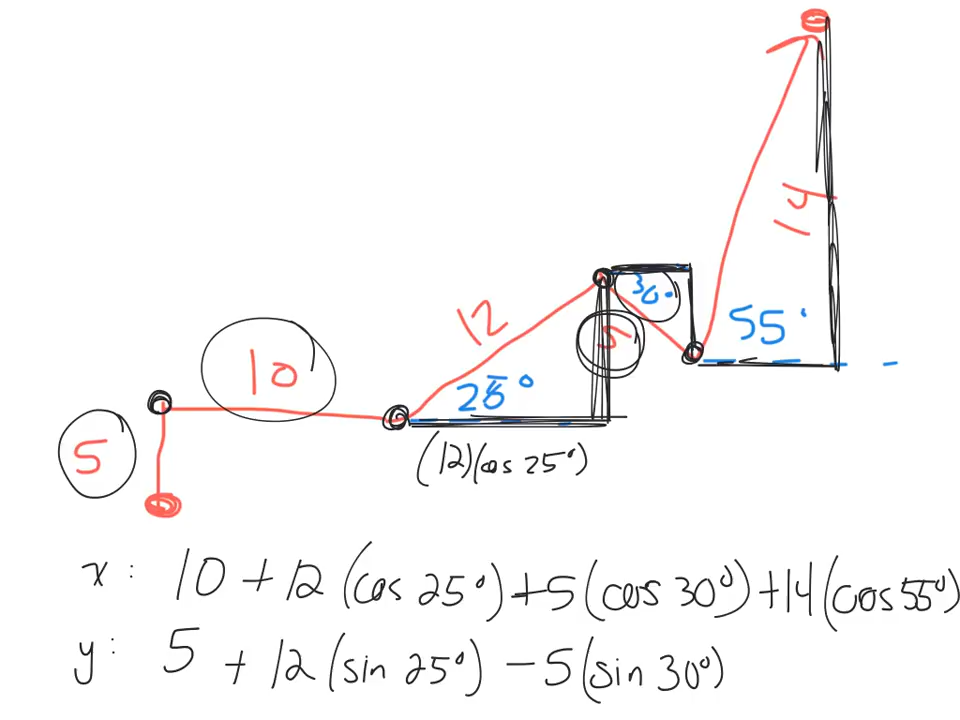 14
12
30°
5
55°
10
25°
5
(12)(cos 25°)
x: 10 + 12 (cos 25°) + 5 (cos 30°) + 14 (cos 55°)
y: 5 + 12 (sin 25°) - 5 (sin 30°)